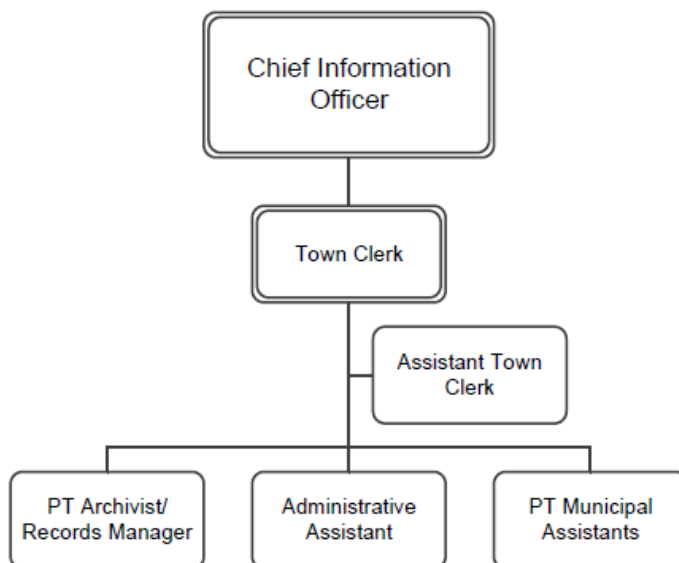 Chief Information
Officer
Town Clerk
Assistant Town
Clerk
PT Archivist/
Records Manager
Administrative
Assistant
PT Municipal
Assistants